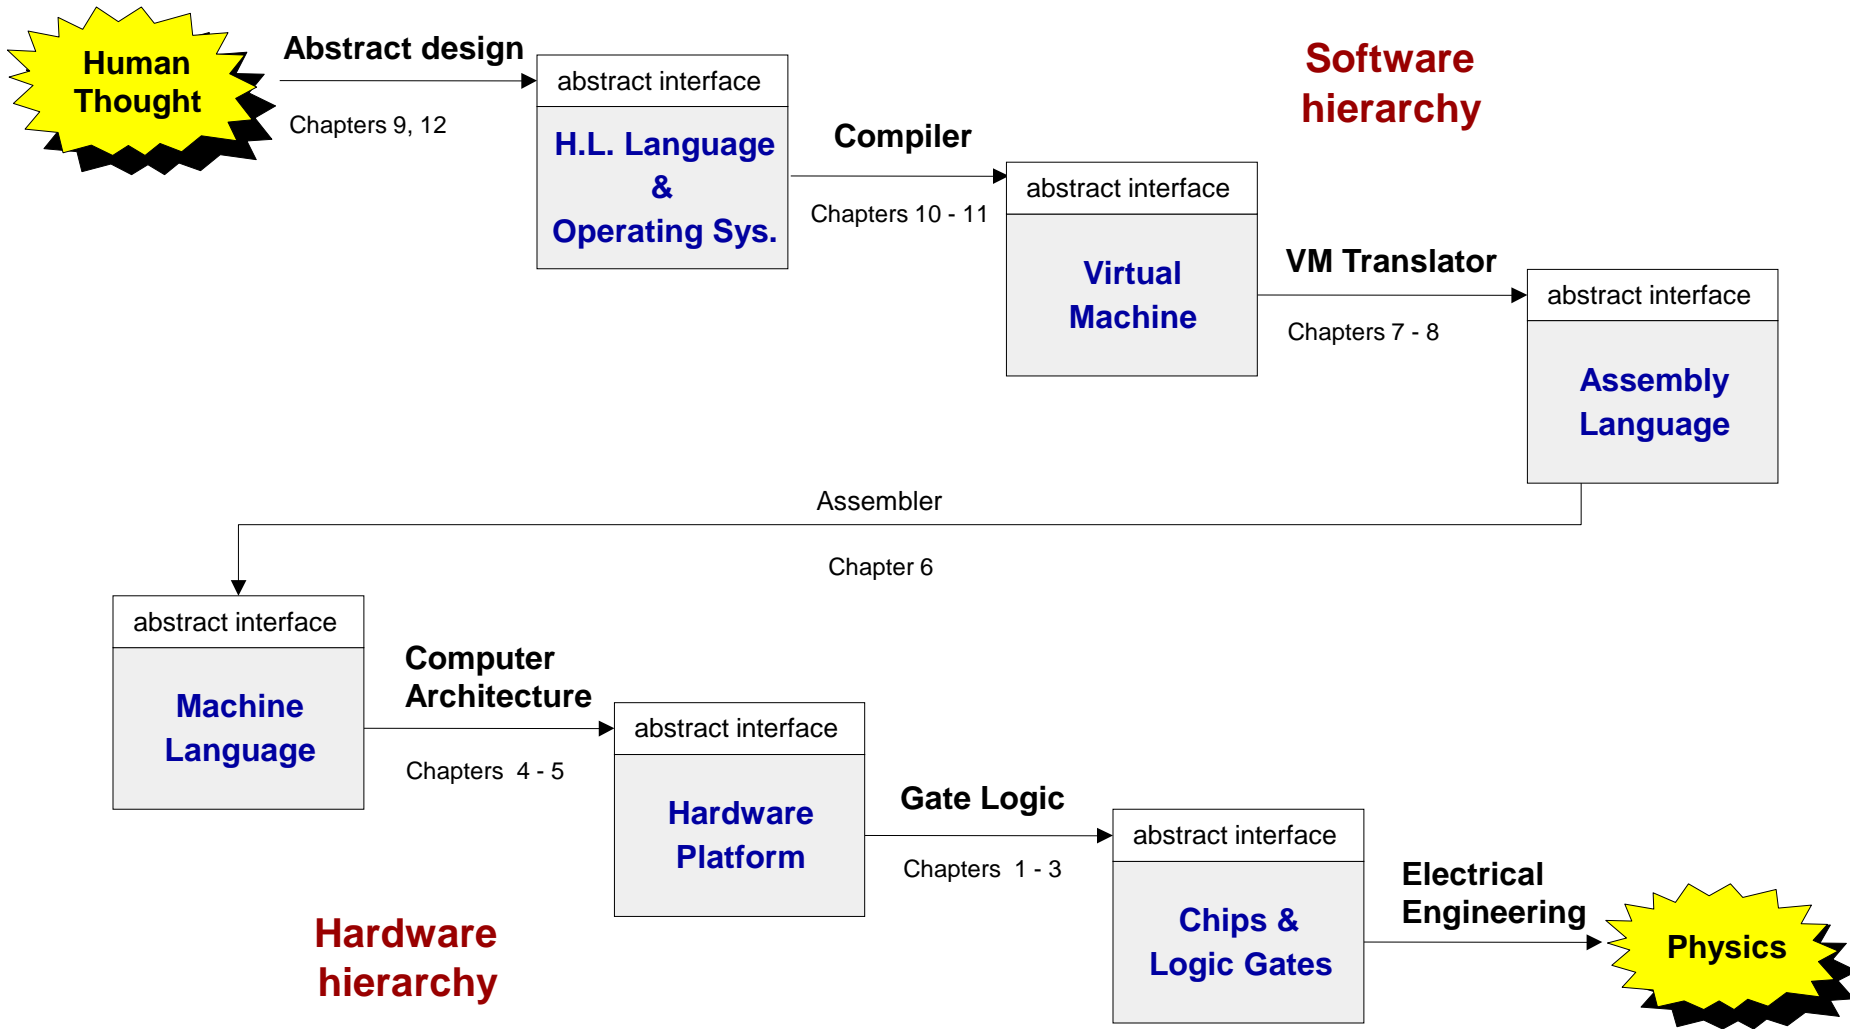 Human
Thought
Abstract design
Chapters 9, 12
abstract interface
H.L. Language
&
Operating Sys.
Compiler
Chapters 10 - 11
abstract interface
Virtual
Machine
Software
hierarchy
VM Translator
Chapters 7 - 8
abstract interface
Assembly
Language
Assembler
Chapter 6
abstract interface
Machine
Language
Computer
Architecture
Chapters 4 - 5
abstract interface
Hardware
Platform
Gate Logic
Chapters 1 - 3
abstract interface
Chips &
Logic Gates
Electrical
Engineering
Physics
Hardware
hierarchy